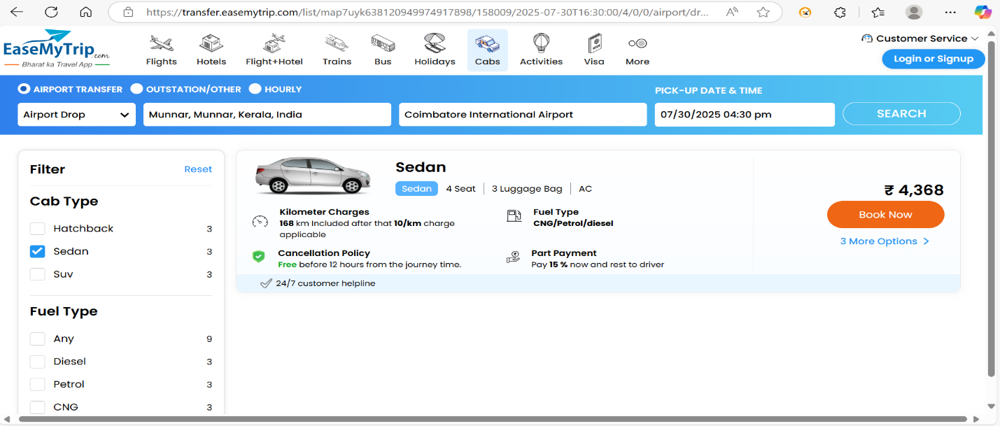 https://transfer.easemytrip.com/list/map7uyk638120949974917898/158009/2025-07-30T16:30:00/4/0/0/airport/dr...
EaseMyTrip.com
Bharat ka Travel App
Flights
Hotels
Flight+Hotel
Trains
Bus
Holidays
Cabs
Activities
Visa
More
Customer Service
Login or Signup
AIRPORT TRANSFER
OUTSTATION/OTHER
HOURLY
PICK-UP DATE & TIME
Airport Drop
Munnar, Munnar, Kerala, India
Coimbatore International Airport
07/30/2025 04:30 pm
SEARCH
Filter
Reset
Cab Type
Hatchback 3
Sedan 3
Suv 3
Fuel Type
Any 9
Diesel 3
Petrol 3
CNG 3
Sedan
Sedan
4 Seat
3 Luggage Bag
AC
Kilometer Charges
168 km Included after that 10/km charge
applicable
Fuel Type
CNG/Petrol/diesel
Cancellation Policy
Free before 12 hours from the journey time.
Part Payment
Pay 15 % now and rest to driver
24/7 customer helpline
₹ 4,368
Book Now
3 More Options >